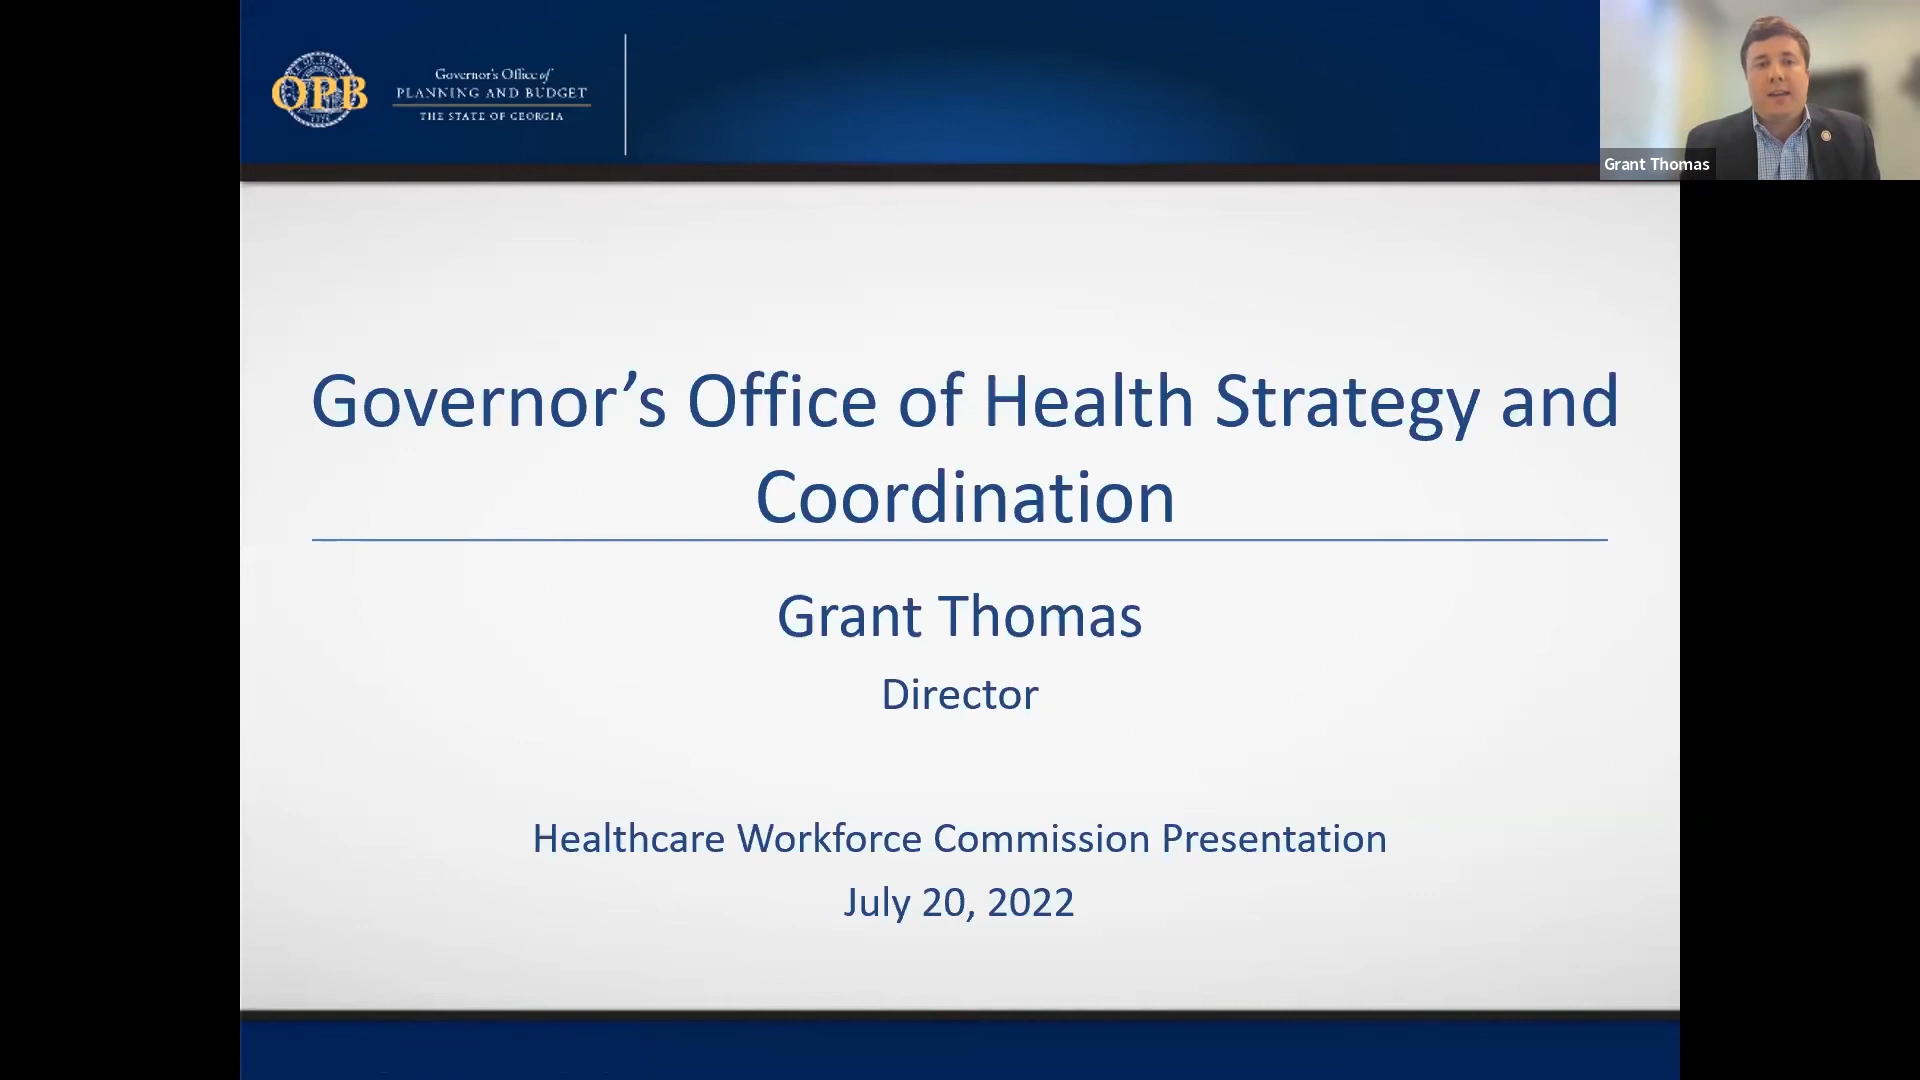 OPB
Governor's Office of
PLANNING AND BUDGET
THE STATE OF GEORGIA
Grant Thomas
Governor’s Office of Health Strategy and
Coordination
Grant Thomas
Director
Healthcare Workforce Commission Presentation
July 20, 2022